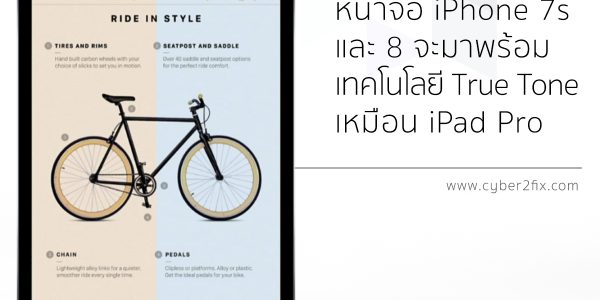 RIDE IN STYLE
1 TIRES AND RIMS
Hand built carbon wheels with your
choice of slicks to set you in motion.
2 SEATPOST AND SADDLE
Over 40 saddle and seatpost options
for the perfect ride comfort.
3 CHAIN
Lightweight alloy links for a quieter,
smoother ride every single time.
4 PEDALS
Clipless or platforms. Alloy or plastic.
Get the ideal pedals for your bike.
หน้าจอ iPhone 7s
และ 8 จะมาพร้อม
เทคโนโลยี True Tone
เหมือน iPad Pro
www.cyber2fix.com